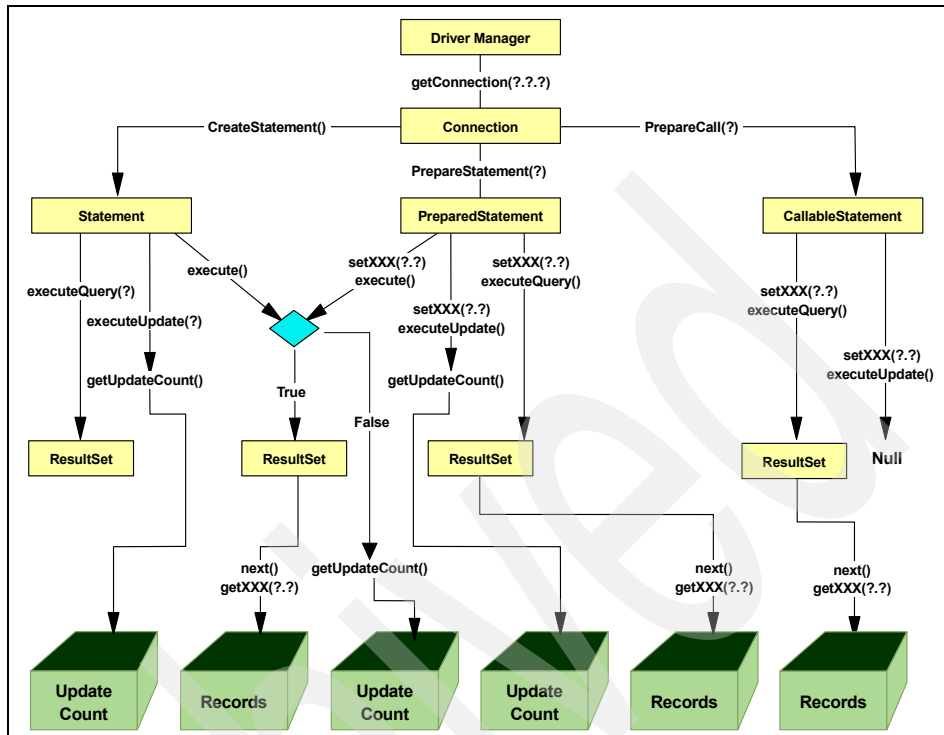 Driver Manager
getConnection(?.?.?)
CreateStatement()
Connection
PrepareCall(?)
PrepareStatement(?)
Statement
PreparedStatement
CallableStatement
execute()
setXXX(?.?)
execute()
setXXX(?.?)
executeQuery()
executeQuery(?)
setXXX(?.?)
executeQuery()
executeUpdate(?)
setXXX(?.?)
executeUpdate()
setXXX(?.?)
executeUpdate()
getUpdateCount()
getUpdateCount()
True
False
ResultSet
ResultSet
ResultSet
ResultSet
Null
next()
getXXX(?.?)
getUpdateCount()
next()
getXXX(?.?)
next()
getXXX(?.?)
Update
Count
Records
Update
Count
Update
Count
Records
Records